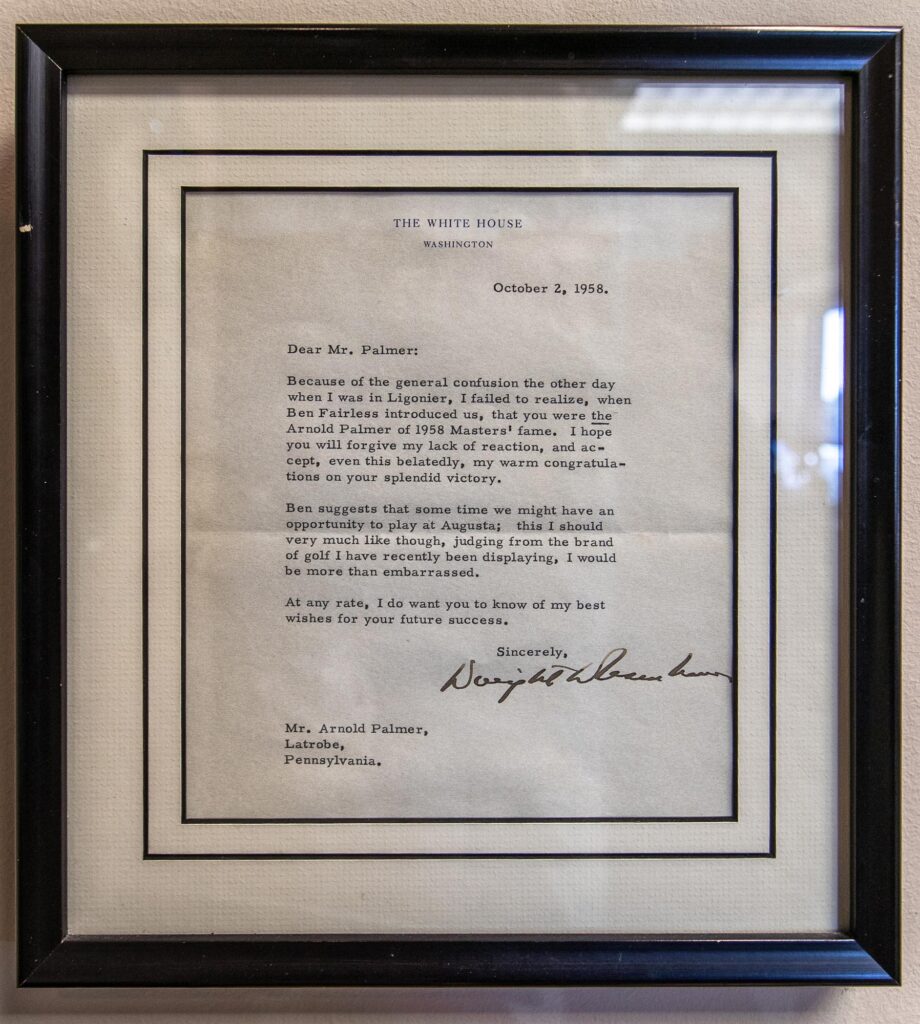 THE WHITE HOUSE
WASHINGTON
October 2, 1958.
Dear Mr. Palmer:
Because of the general confusion the other day
when I was in Ligonier, I failed to realize, when
Ben Fairless introduced us, that you were the
Arnold Palmer of 1958 Masters' fame. I hope
you will forgive my lack of reaction, and ac-
cept, even this belatedly, my warm congratula-
tions on your splendid victory.
Ben suggests that some time we might have an
opportunity to play at Augusta; this I should
very much like though, judging from the brand
of golf I have recently been displaying, I would
be more than embarrassed.
At any rate, I do want you to know of my best
wishes for your future success.
Sincerely,
Dwight D Eisenhower
Mr. Arnold Palmer,
Latrobe,
Pennsylvania.